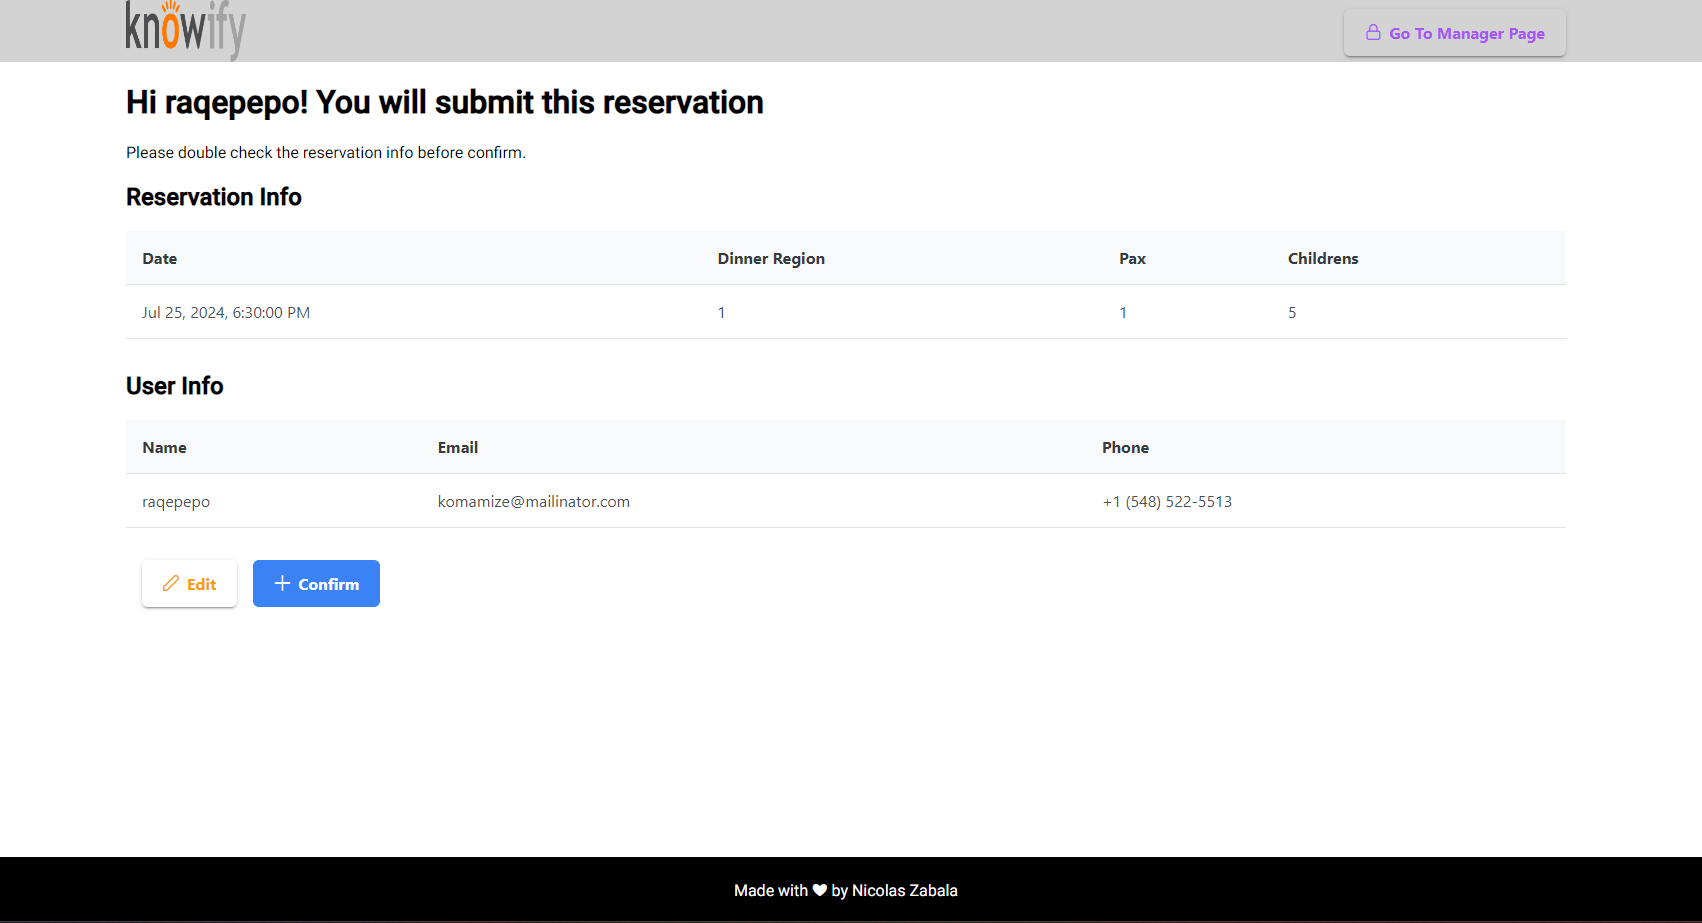 knowify
Go To Manager Page
Hi raqepepo! You will submit this reservation
Please double check the reservation info before confirm.
Reservation Info
Date Dinner Region Pax Childrens
Jul 25, 2024, 6:30:00 PM 1 1 5
User Info
Name Email Phone
raqepepo komamize@mailinator.com +1 (548) 522-5513
Edit Confirm
Made with by Nicolas Zabala